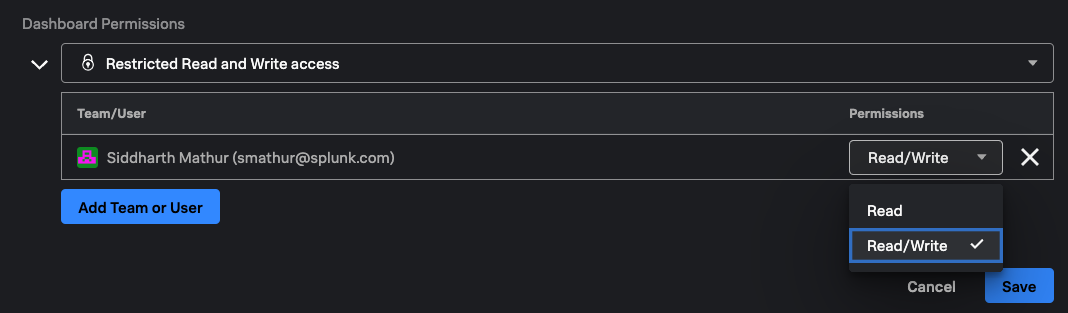 Dashboard Permissions
Restricted Read and Write access
Team/User Permissions
Siddharth Mathur (smathur@splunk.com) Read/Write
Add Team or User
Read
Read/Write
Cancel Save